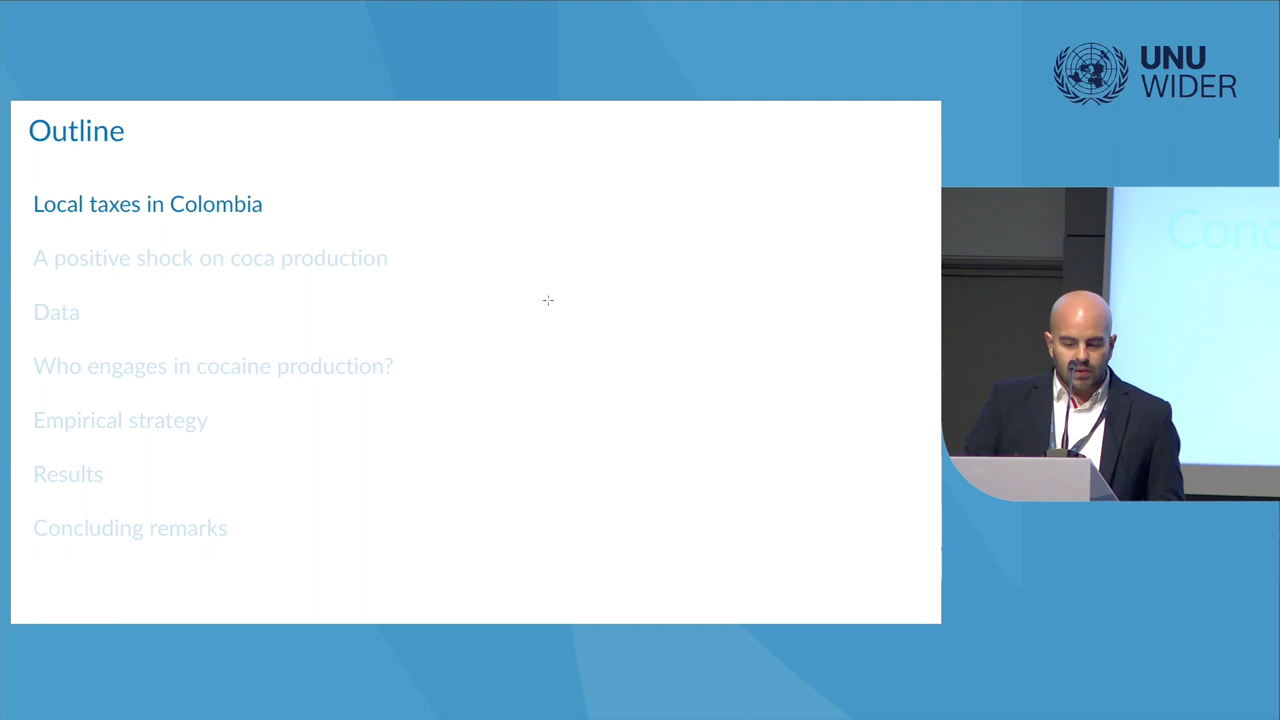 UNU
WIDER
Outline
Local taxes in Colombia
A positive shock on coca production
Data
Who engages in cocaine production?
Empirical strategy
Results
Concluding remarks
Conc